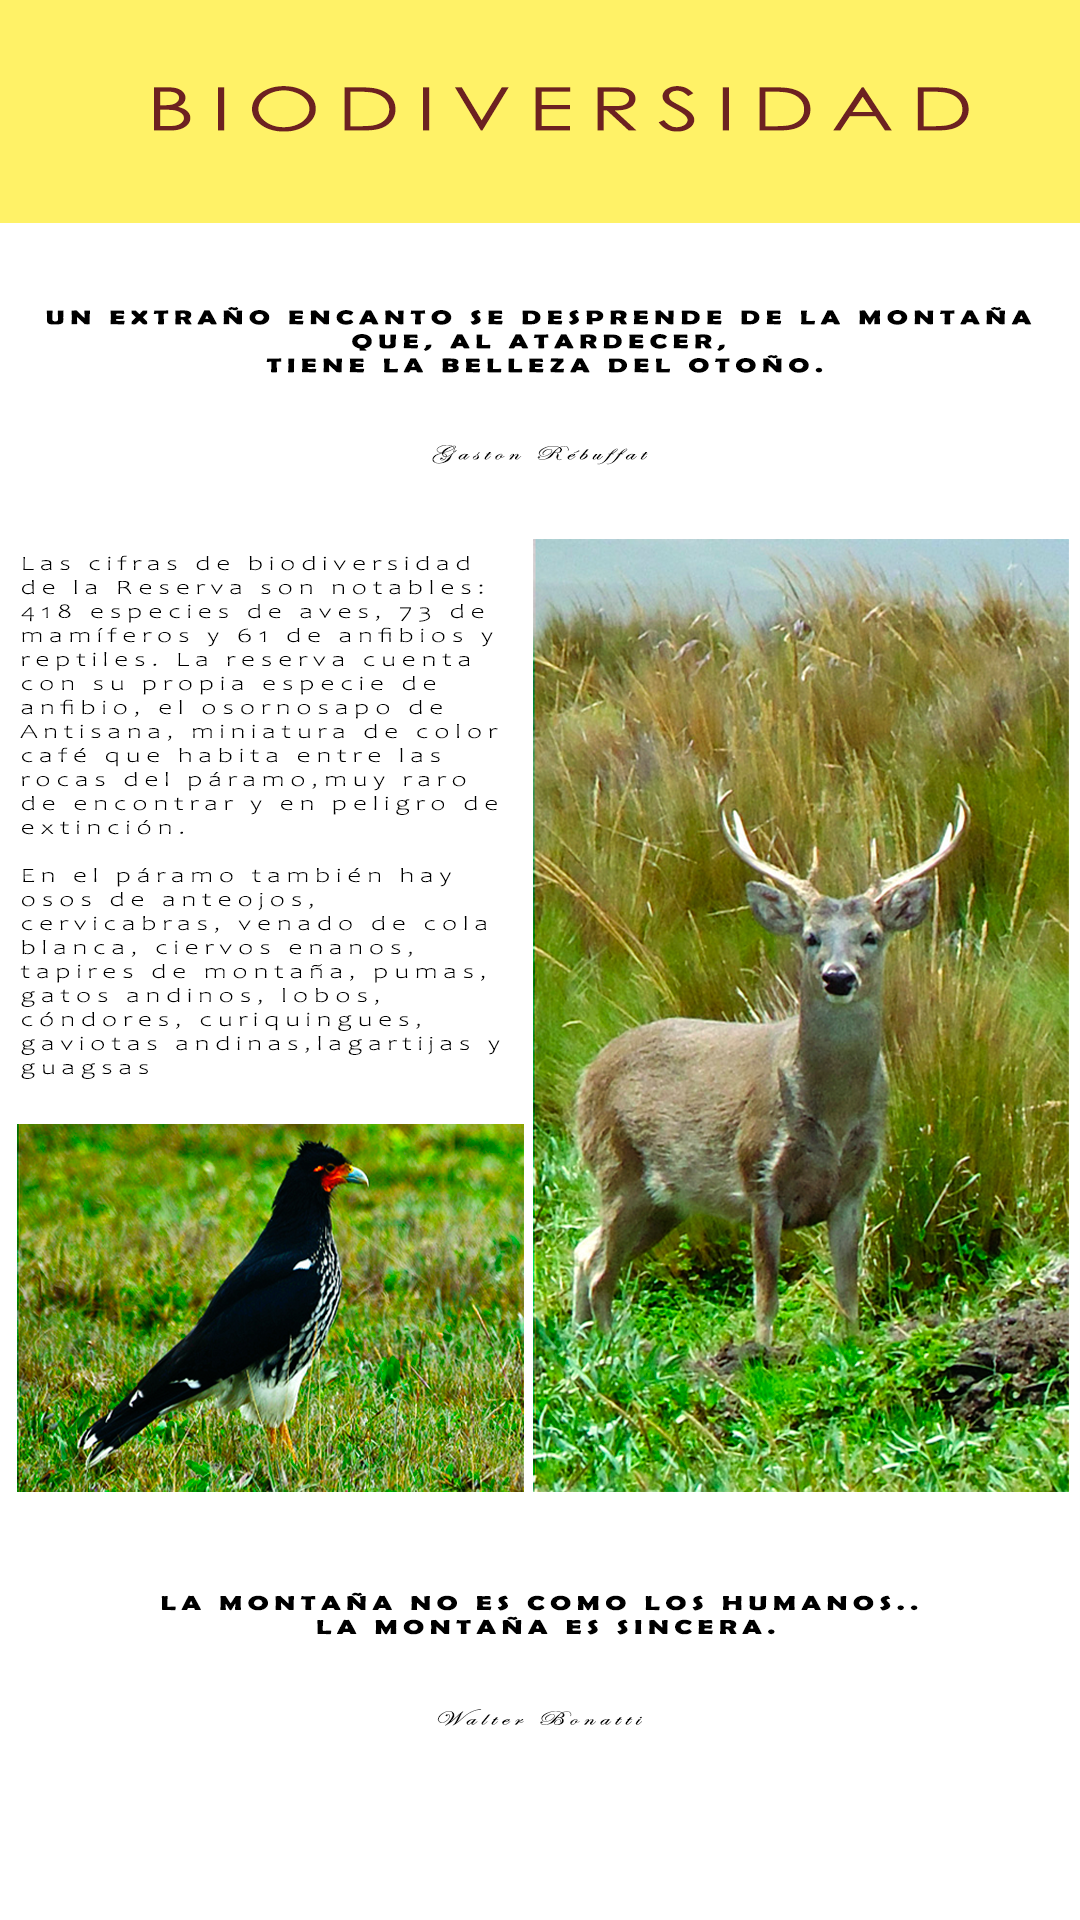 BIODIVERSIDAD
UN EXTRAÑO ENCANTO SE DESPRENDE DE LA MONTAÑA
QUE, AL ATARDECER,
TIENE LA BELLEZA DEL OTOÑO.
Gaston Rébuffat
Las cifras de biodiversidad
de la Reserva son notables:
418 especies de aves, 73 de
mamíferos y 61 de anfibios y
reptiles. La reserva cuenta
con su propia especie de
anfibio, el osornosapo de
Antisana, miniatura de color
café que habita entre las
rocas del páramo,muy raro
de encontrar y en peligro de
extinción.
En el páramo también hay
osos de anteojos,
cervicabras, venado de cola
blanca, ciervos enanos,
tapires de montaña, pumas,
gatos andinos, lobos,
cóndores, curiquingues,
gaviotas andinas,lagartijas y
guagsas
LA MONTAÑA NO ES COMO LOS HUMANOS..
LA MONTAÑA ES SINCERA.
Walter Bonatti